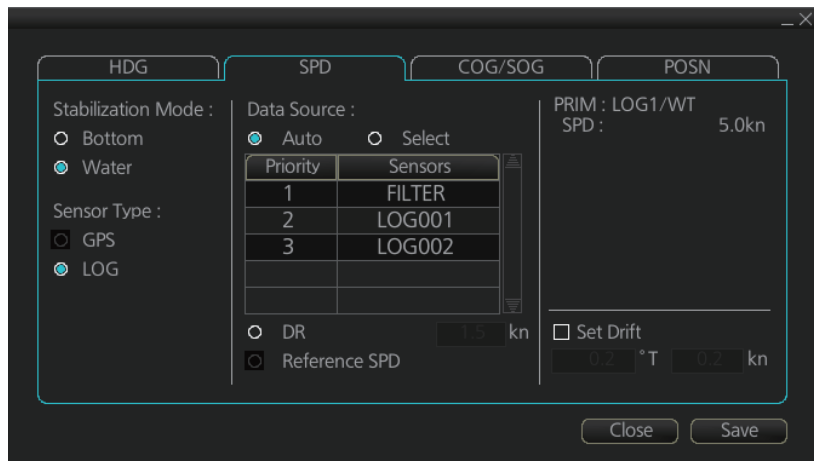 HDG SPD COG/SOG POSN
Stabilization Mode :
Bottom
Water
Sensor Type :
GPS
LOG
Data Source :
Auto Select
Priority Sensors
1 FILTER
2 LOG001
3 LOG002
DR 1.5 kn
Reference SPD
PRIM : LOG1/WT
SPD : 5.0kn
Set Drift
0.2 °T 0.2 kn
Close Save